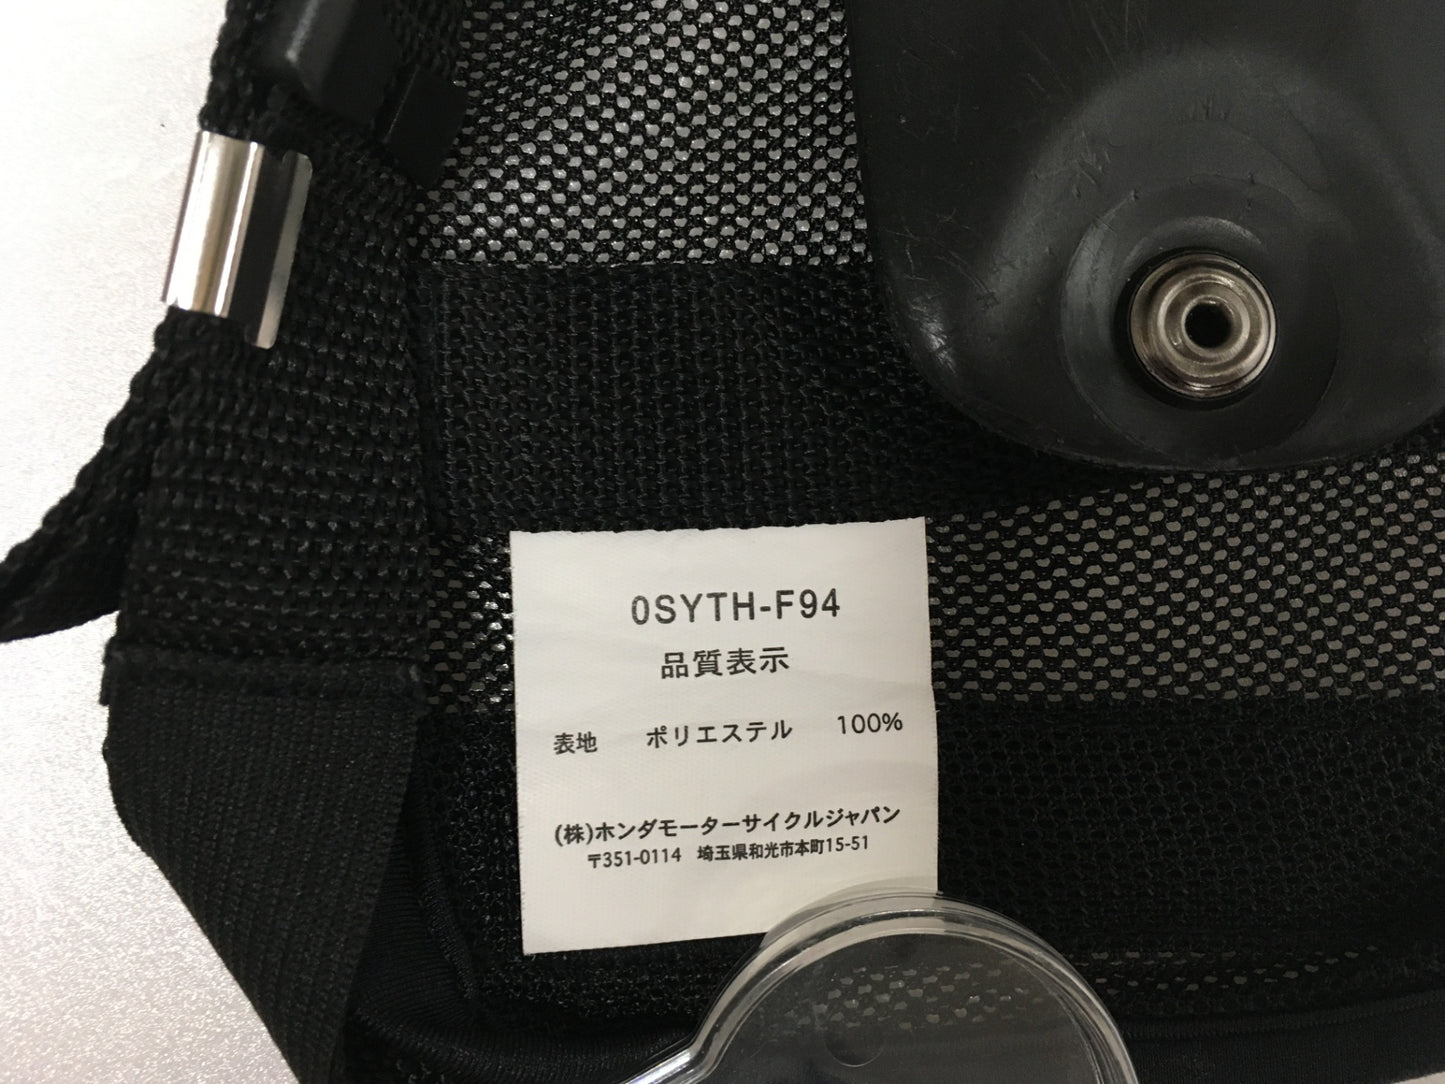 0SYTH-F94
品質表示
表地 ポリエステル 100%
(株)ホンダモーターサイクルジャパン
〒351-0114 埼玉県和光市本町15-51